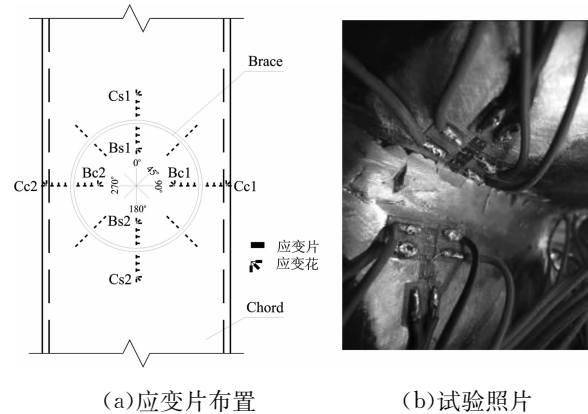 Brace
Cs1
Bs1
0°
45°
Cc2
Bc2
270°
90°
Bc1
Cc1
180°
Bs2
Cs2
应变片
应变花
Chord
(a)应变片布置
(b)试验照片